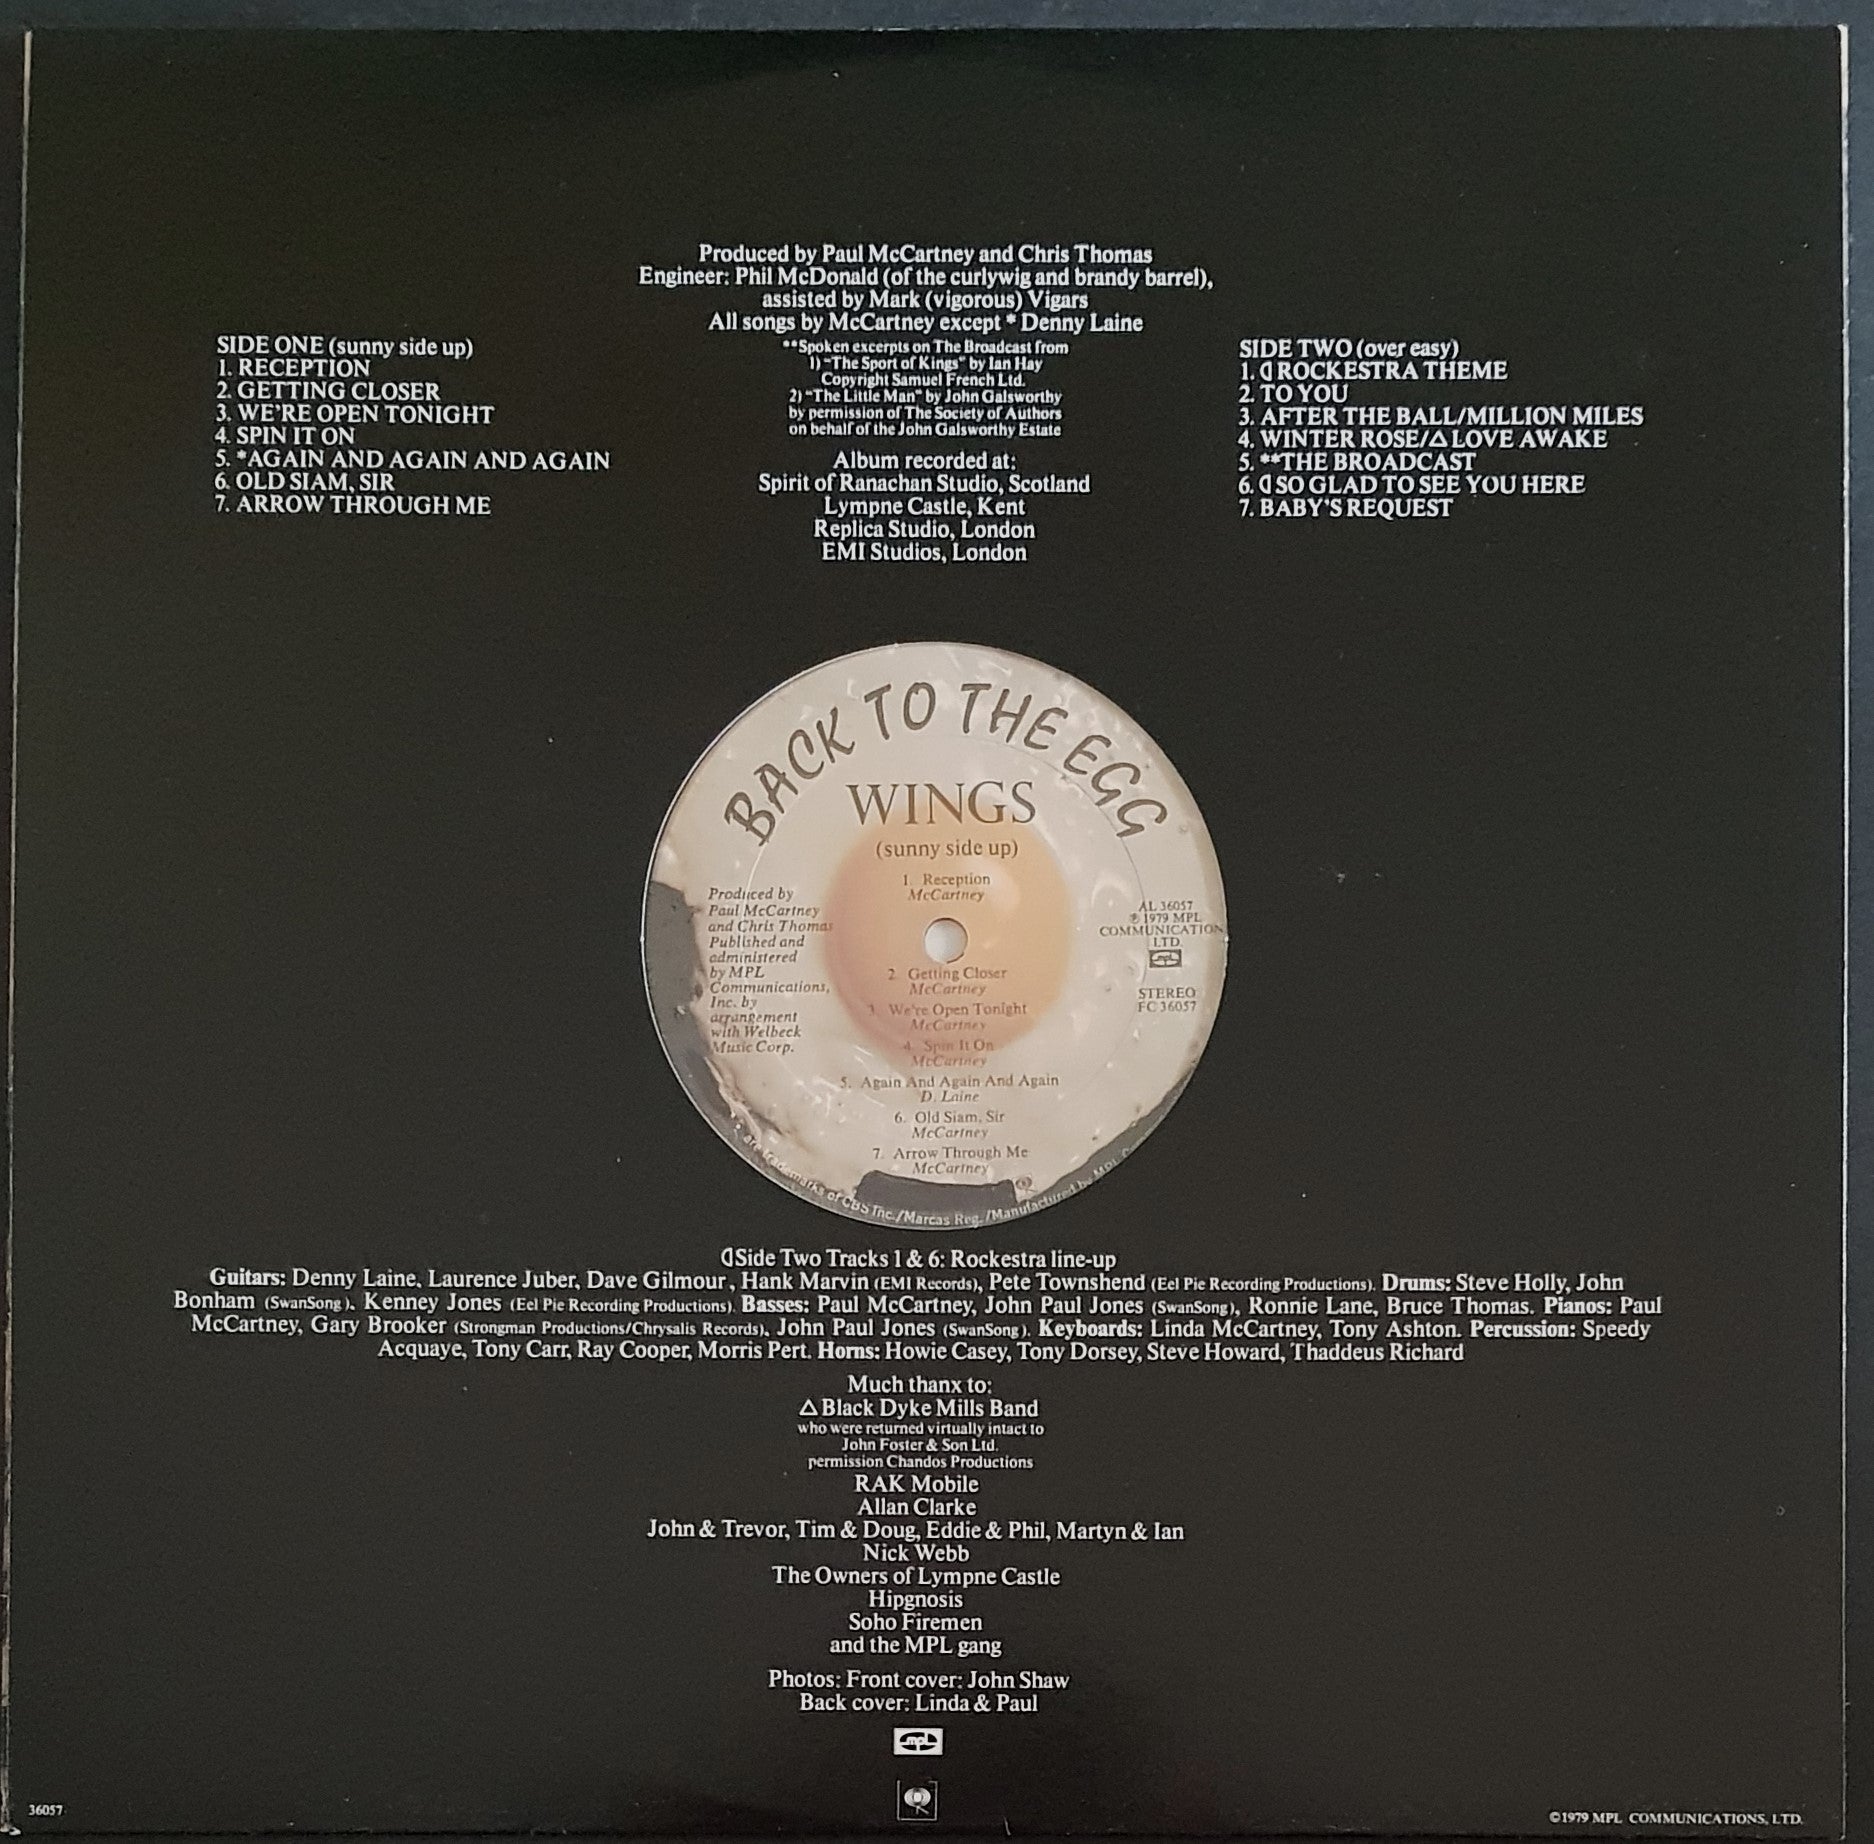 Produced by Paul McCartney and Chris Thomas
Engineer: Phil McDonald (of the curlywig and brandy barrel),
assisted by Mark (vigorous) Vigars
All songs by McCartney except * Denny Laine
**Spoken excerpts on The Broadcast from
1) "The Sport of Kings" by Ian Hay
Copyright Samuel French Ltd.
2) "The Little Man" by John Galsworthy
by permission of The Society of Authors
on behalf of the John Galsworthy Estate
Album recorded at:
Spirit of Ranachan Studio, Scotland
Lympne Castle, Kent
Replica Studio, London
EMI Studios, London
SIDE ONE (sunny side up)
1. RECEPTION
2. GETTING CLOSER
3. WE'RE OPEN TONIGHT
4. SPIN IT ON
5. *AGAIN AND AGAIN AND AGAIN
6. OLD SIAM, SIR
7. ARROW THROUGH ME
SIDE TWO (over easy)
1. ROCKESTRA THEME
2. TO YOU
3. AFTER THE BALL/MILLION MILES
4. WINTER ROSE/△ LOVE AWAKE
5. **THE BROADCAST
6. SO GLAD TO SEE YOU HERE
7. BABY'S REQUEST
BACK TO THE EGG
WINGS
(sunny side up)
1. Reception
McCartney
2. Getting Closer
McCartney
3. We're Open Tonight
McCartney
4. Spin It On
McCartney
5. Again And Again And Again
D. Laine
6. Old Siam, Sir
McCartney
7. Arrow Through Me
McCartney
Produced by
Paul McCartney
and Chris Thomas
Published and
administered
by MPL
Communications,
Inc. by
arrangement
with Welbeck
Music Corp.
AL 36057
℗ 1979 MPL
COMMUNICATION
LTD.
mpl
STEREO
FC 36057
are trademarks of CBS Inc./Marcas Reg./Manufactured by MPL
Side Two Tracks 1 & 6: Rockestra line-up
Guitars: Denny Laine, Laurence Juber, Dave Gilmour, Hank Marvin (EMI Records), Pete Townshend (Eel Pie Recording Productions). Drums: Steve Holly, John
Bonham (SwanSong), Kenney Jones (Eel Pie Recording Productions). Basses: Paul McCartney, John Paul Jones (SwanSong), Ronnie Lane, Bruce Thomas. Pianos: Paul
McCartney, Gary Brooker (Strongman Productions/Chrysalis Records), John Paul Jones (SwanSong). Keyboards: Linda McCartney, Tony Ashton. Percussion: Speedy
Acquaye, Tony Carr, Ray Cooper, Morris Pert. Horns: Howie Casey, Tony Dorsey, Steve Howard, Thaddeus Richard
Much thanx to:
△ Black Dyke Mills Band
who were returned virtually intact to
John Foster & Son Ltd.
permission Chandos Productions
RAK Mobile
Allan Clarke
John & Trevor, Tim & Doug, Eddie & Phil, Martyn & Ian
Nick Webb
The Owners of Lympne Castle
Hipgnosis
Soho Firemen
and the MPL gang
Photos: Front cover: John Shaw
Back cover: Linda & Paul
mpl
36057
©1979 MPL COMMUNICATIONS, LTD.